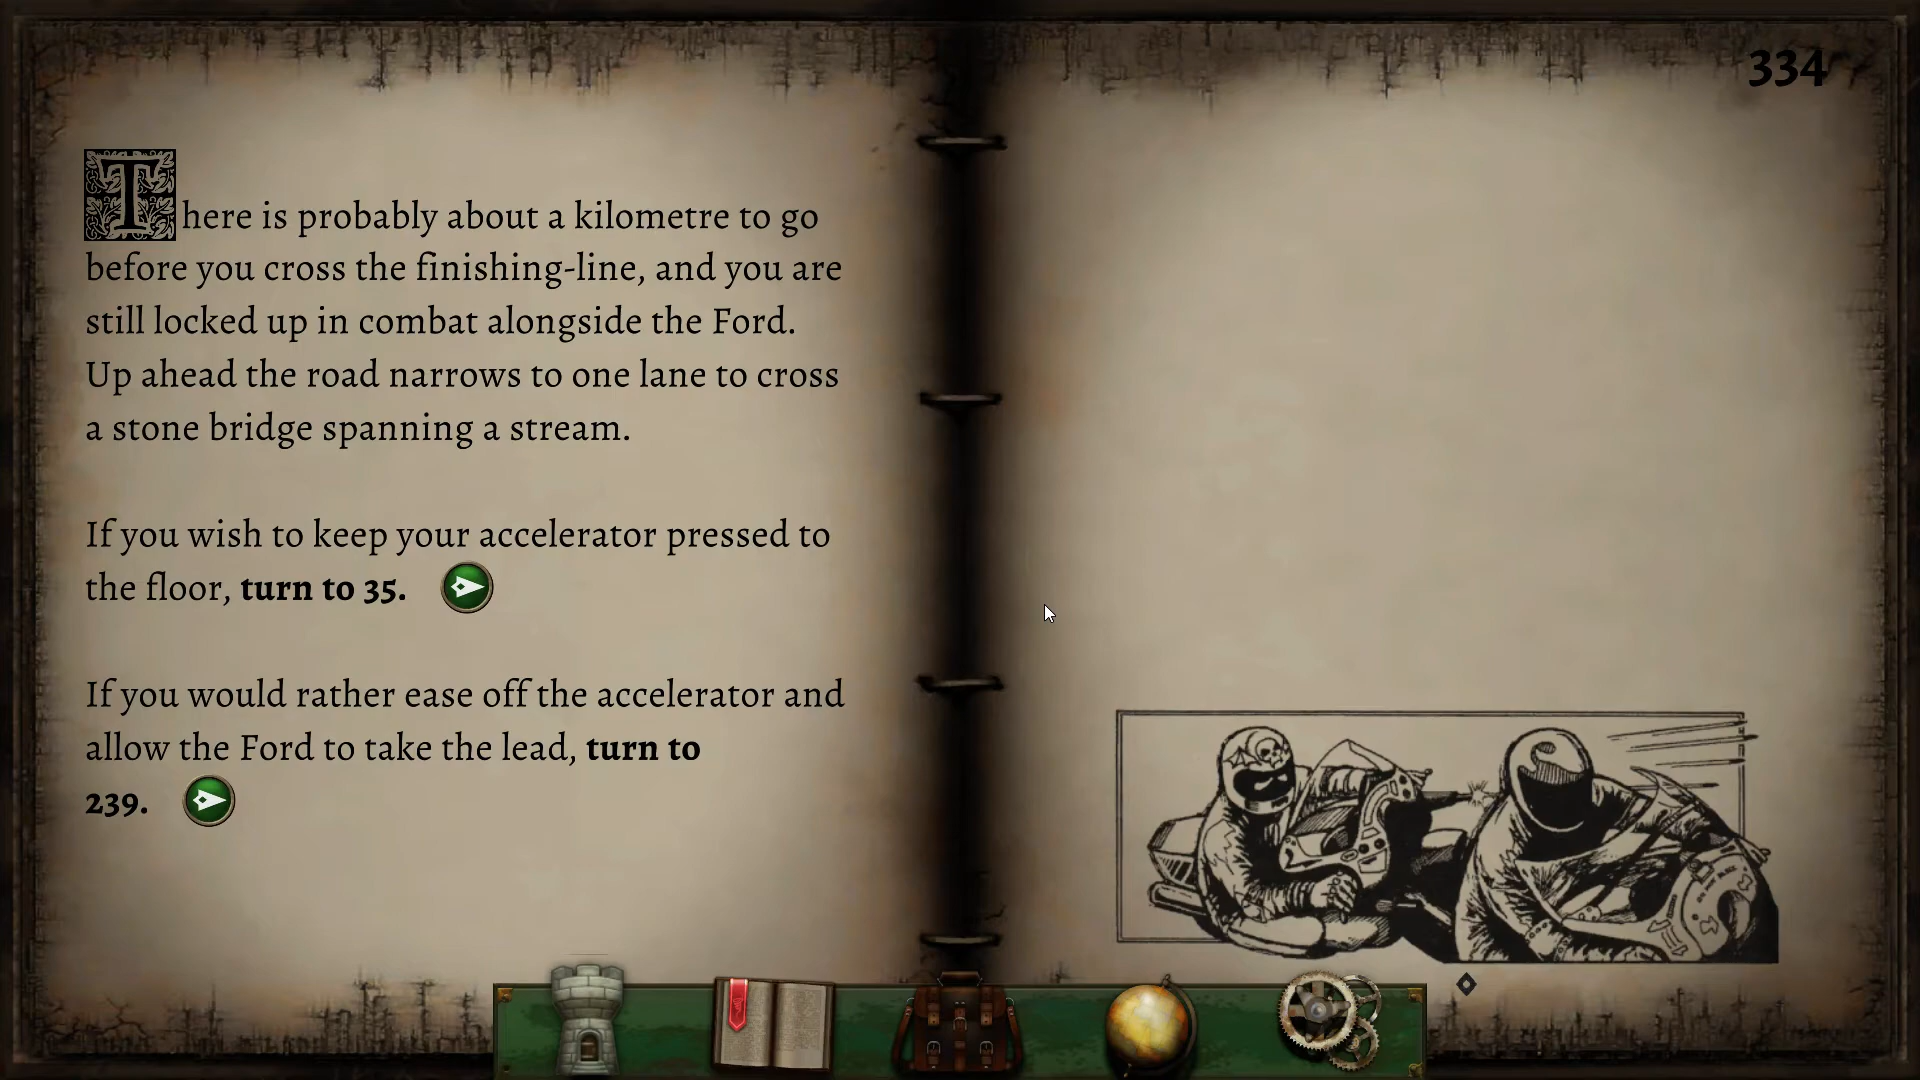 334
There is probably about a kilometre to go
before you cross the finishing-line, and you are
still locked up in combat alongside the Ford.
Up ahead the road narrows to one lane to cross
a stone bridge spanning a stream.
If you wish to keep your accelerator pressed to
the floor, turn to 35.
If you would rather ease off the accelerator and
allow the Ford to take the lead, turn to
239.